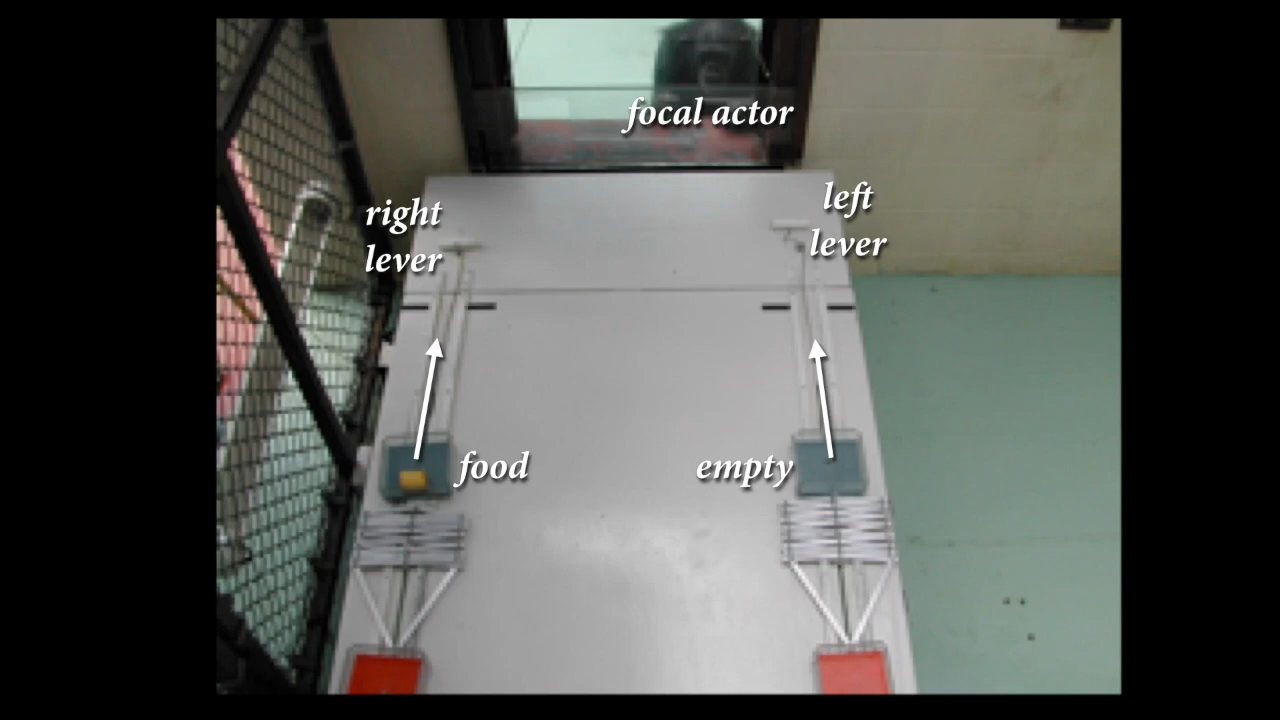 focal actor
right
lever
left
lever
food
empty